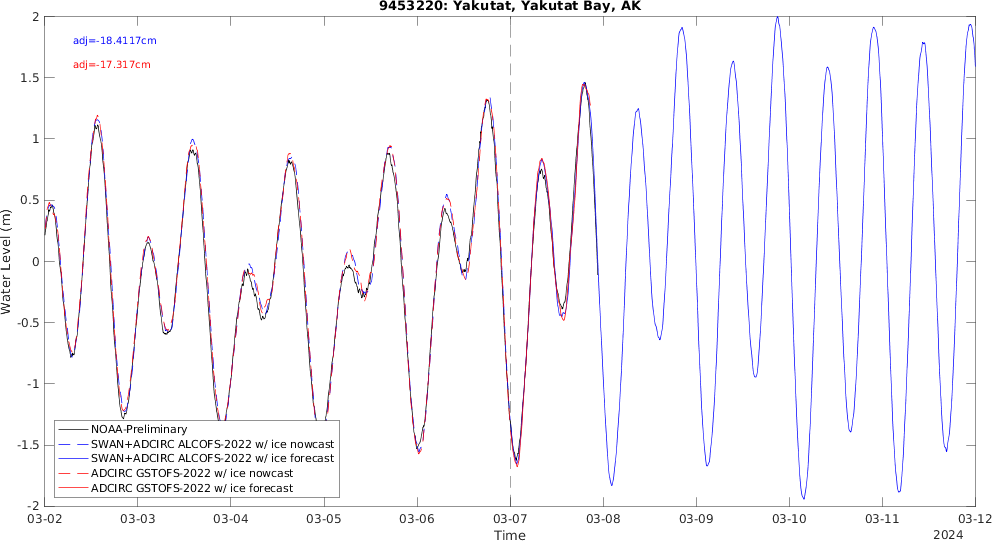 9453220: Yakutat, Yakutat Bay, AK
adj=-18.4117cm
adj=-17.317cm
Water Level (m)
2
1.5
1
0.5
0
-0.5
-1
-1.5
-2
NOAA-Preliminary
SWAN+ADCIRC ALCOFS-2022 w/ ice nowcast
SWAN+ADCIRC ALCOFS-2022 w/ ice forecast
ADCIRC GSTOFS-2022 w/ ice nowcast
ADCIRC GSTOFS-2022 w/ ice forecast
03-02 03-03 03-04 03-05 03-06 03-07 03-08 03-09 03-10 03-11 03-12
Time
2024